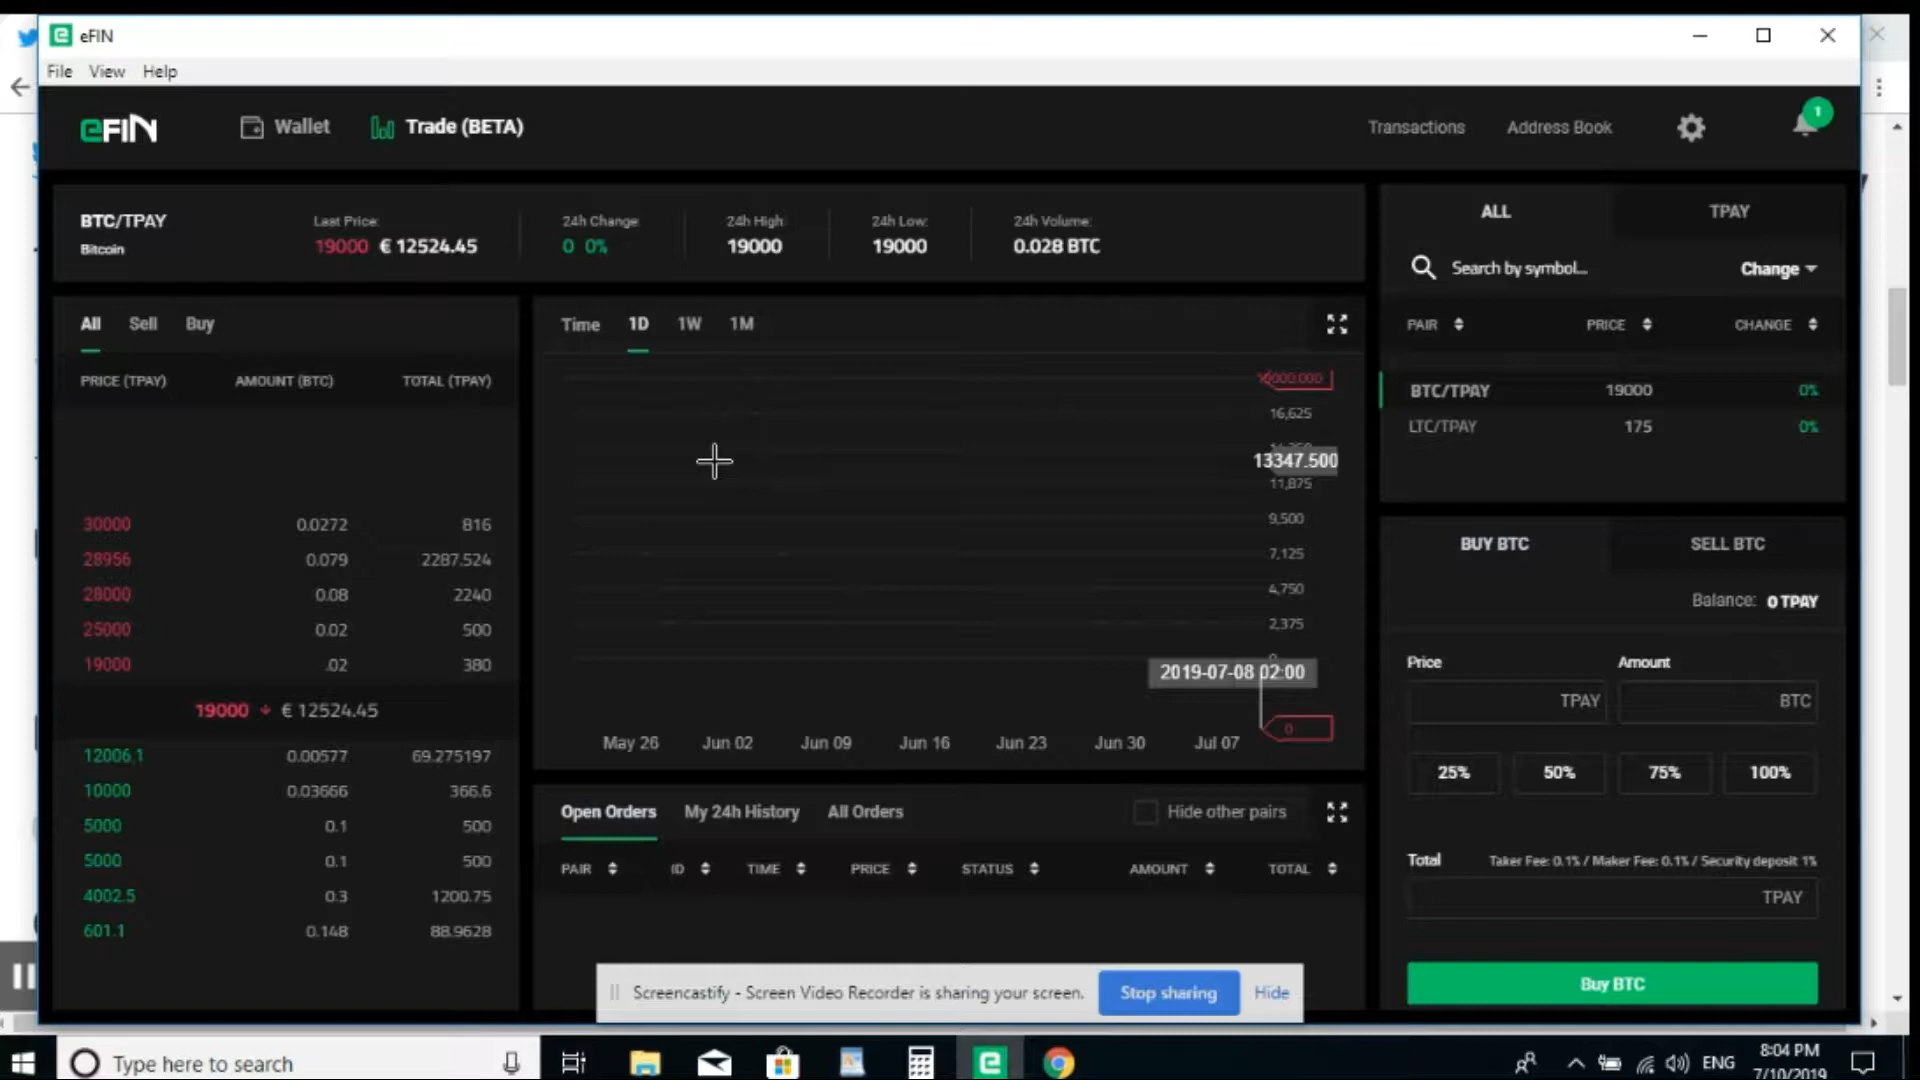 eFIN
File View Help
eFIN Wallet Trade (BETA) Transactions Address Book 1
BTC/TPAY
Bitcoin
Last Price:
19000 € 12524.45
24h Change:
0 0%
24h High:
19000
24h Low:
19000
24h Volume:
0.028 BTC
ALL TPAY
Search by symbol... Change
PAIR PRICE CHANGE
BTC/TPAY 19000 0%
LTC/TPAY 175 0%
All Sell Buy
PRICE (TPAY) AMOUNT (BTC) TOTAL (TPAY)
30000 0.0272 816
28956 0.079 2287.524
28000 0.08 2240
25000 0.02 500
19000 .02 380
19000 € 12524.45
12006.1 0.00577 69.275197
10000 0.03666 366.6
5000 0.1 500
5000 0.1 500
4002.5 0.3 1200.75
601.1 0.148 88.9628
Time 1D 1W 1M
16,625
13347.500
11,875
9,500
7,125
4,750
2,375
2019-07-08 02:00
0
May 26 Jun 02 Jun 09 Jun 16 Jun 23 Jun 30 Jul 07
Open Orders My 24h History All Orders Hide other pairs
PAIR ID TIME PRICE STATUS AMOUNT TOTAL
BUY BTC SELL BTC
Balance: 0 TPAY
Price Amount
TPAY BTC
25% 50% 75% 100%
Total Taker Fee: 0.1% / Maker Fee: 0.1% / Security deposit 1%
TPAY
Buy BTC
Screencastify - Screen Video Recorder is sharing your screen. Stop sharing Hide
Type here to search
ENG
8:04 PM
7/10/2019